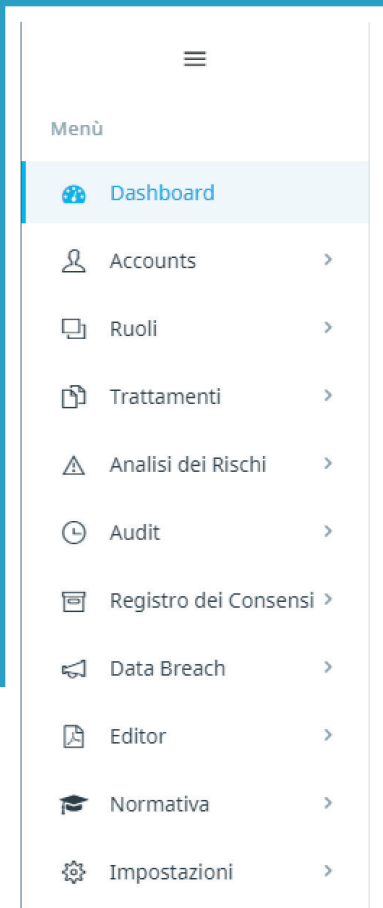 Menù
Dashboard
Accounts
Ruoli
Trattamenti
Analisi dei Rischi
Audit
Registro dei Consensi
Data Breach
Editor
Normativa
Impostazioni